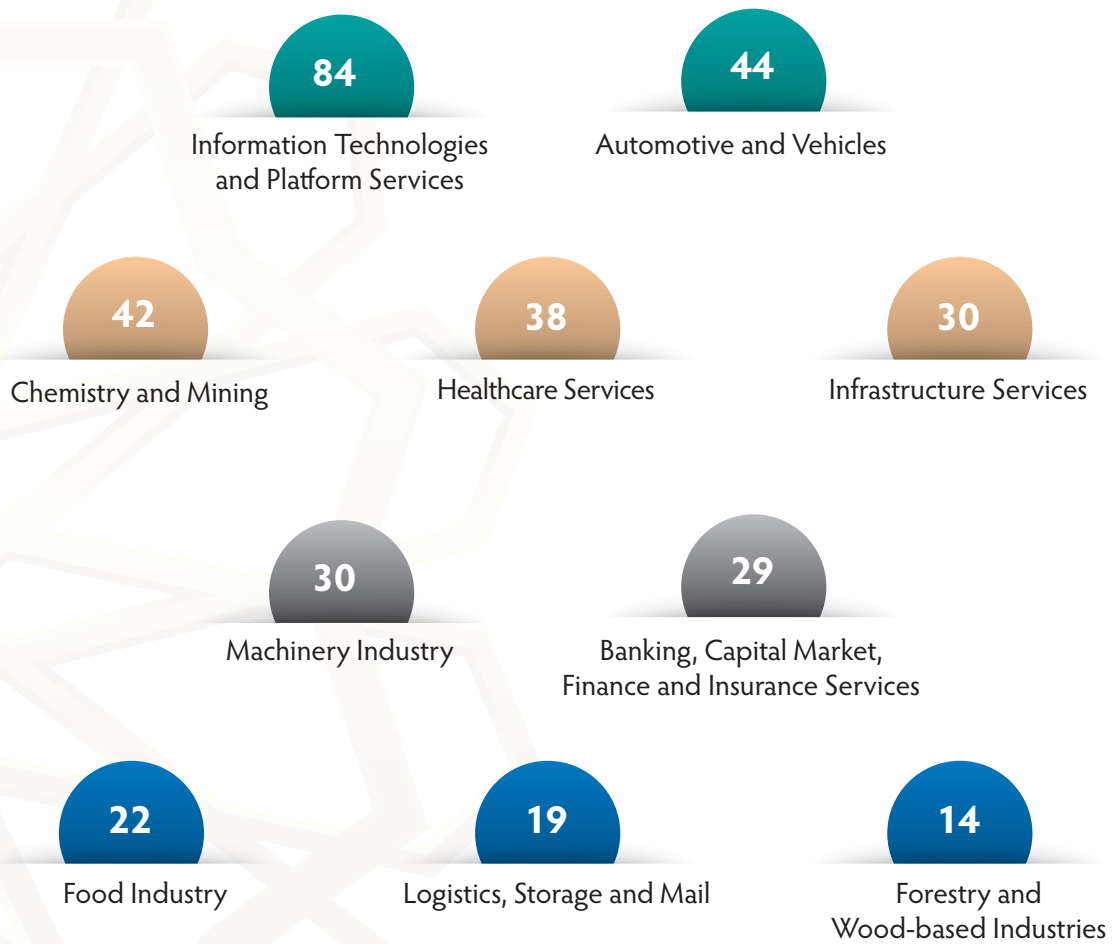 84
Information Technologies
and Platform Services
44
Automotive and Vehicles
42
Chemistry and Mining
38
Healthcare Services
30
Infrastructure Services
30
Machinery Industry
29
Banking, Capital Market,
Finance and Insurance Services
22
Food Industry
19
Logistics, Storage and Mail
14
Forestry and
Wood-based Industries